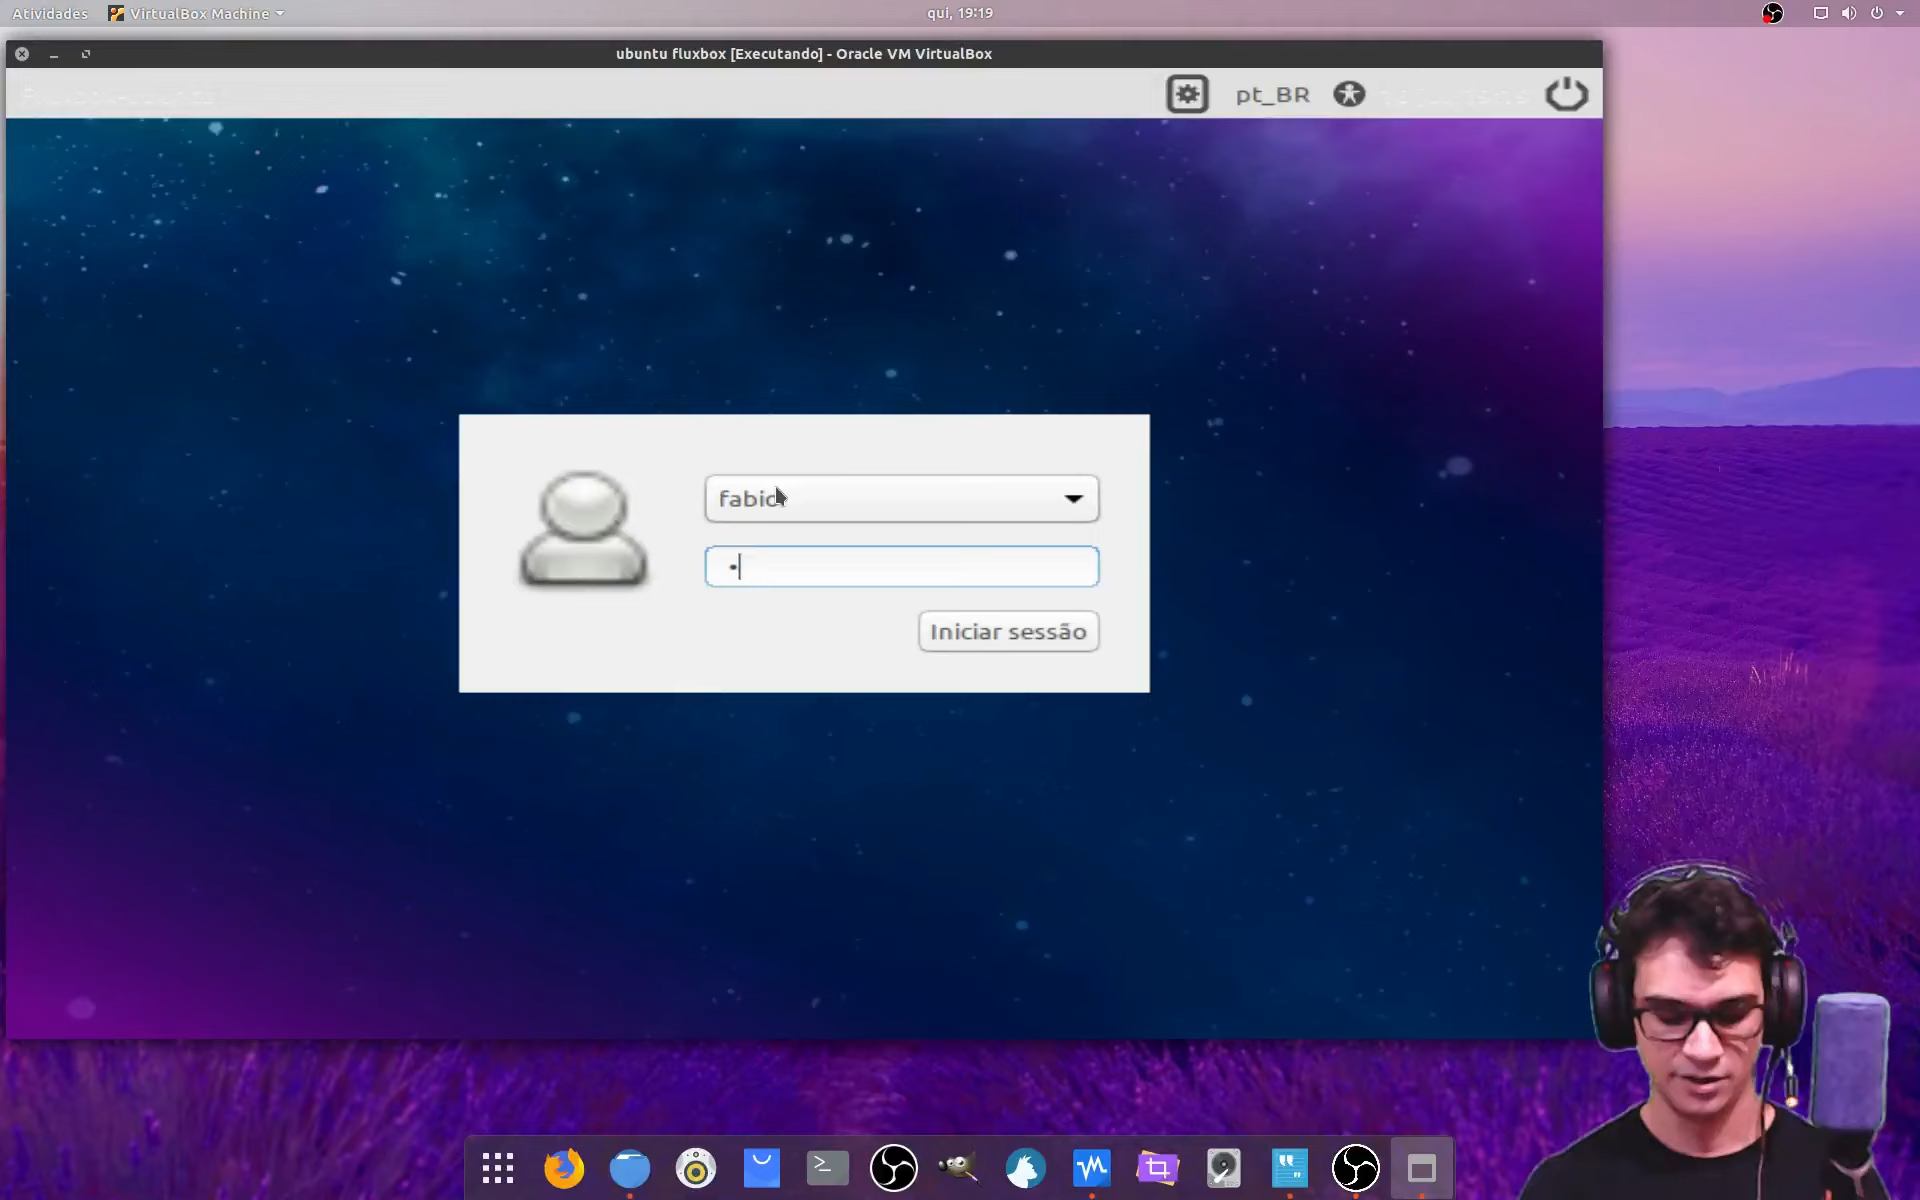 Atividades
VirtualBox Machine
qui, 19:19
ubuntu fluxbox [Executando] - Oracle VM VirtualBox
pt_BR
fabio
Iniciar sessão